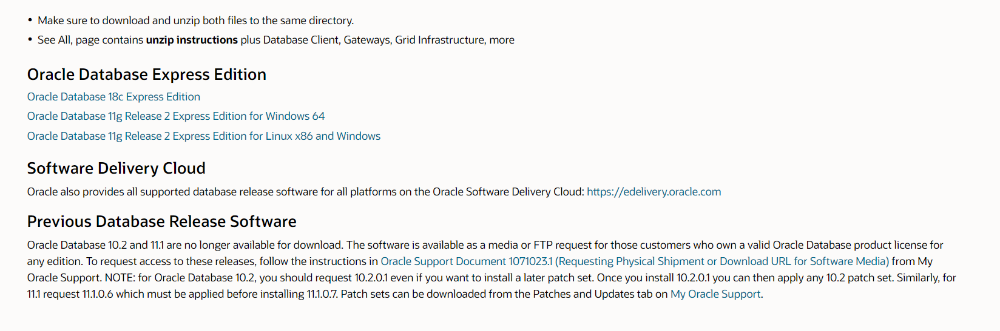 • Make sure to download and unzip both files to the same directory.
• See All, page contains unzip instructions plus Database Client, Gateways, Grid Infrastructure, more
Oracle Database Express Edition
Oracle Database 18c Express Edition
Oracle Database 11g Release 2 Express Edition for Windows 64
Oracle Database 11g Release 2 Express Edition for Linux x86 and Windows
Software Delivery Cloud
Oracle also provides all supported database release software for all platforms on the Oracle Software Delivery Cloud: https://edelivery.oracle.com
Previous Database Release Software
Oracle Database 10.2 and 11.1 are no longer available for download. The software is available as a media or FTP request for those customers who own a valid Oracle Database product license for
any edition. To request access to these releases, follow the instructions in Oracle Support Document 1071023.1 (Requesting Physical Shipment or Download URL for Software Media) from My
Oracle Support. NOTE: for Oracle Database 10.2, you should request 10.2.0.1 even if you want to install a later patch set. Once you install 10.2.0.1 you can then apply any 10.2 patch set. Similarly, for
11.1 request 11.1.0.6 which must be applied before installing 11.1.0.7. Patch sets can be downloaded from the Patches and Updates tab on My Oracle Support.